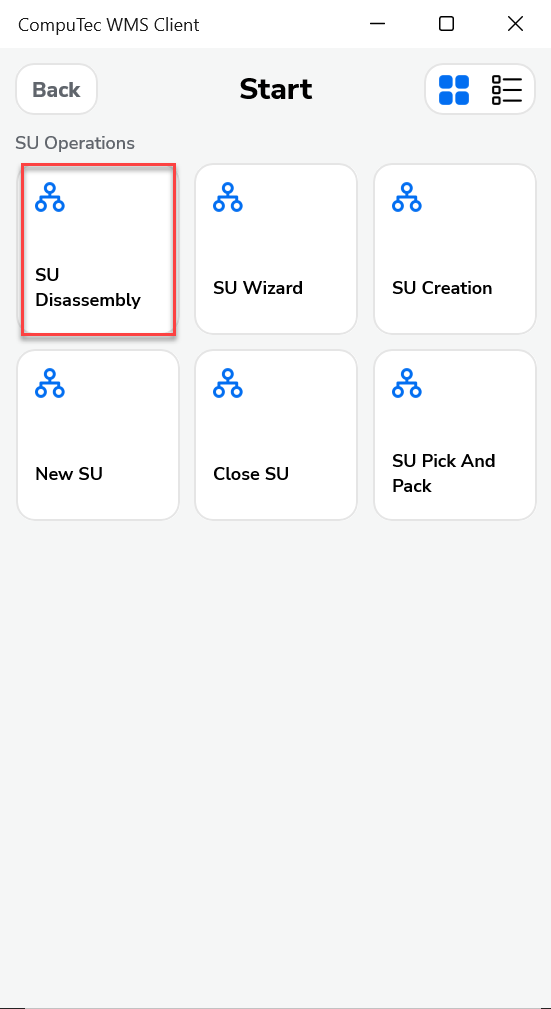 CompuTec WMS Client
Back
Start
SU Operations
SU
Disassembly
SU Wizard
SU Creation
New SU
Close SU
SU Pick And
Pack